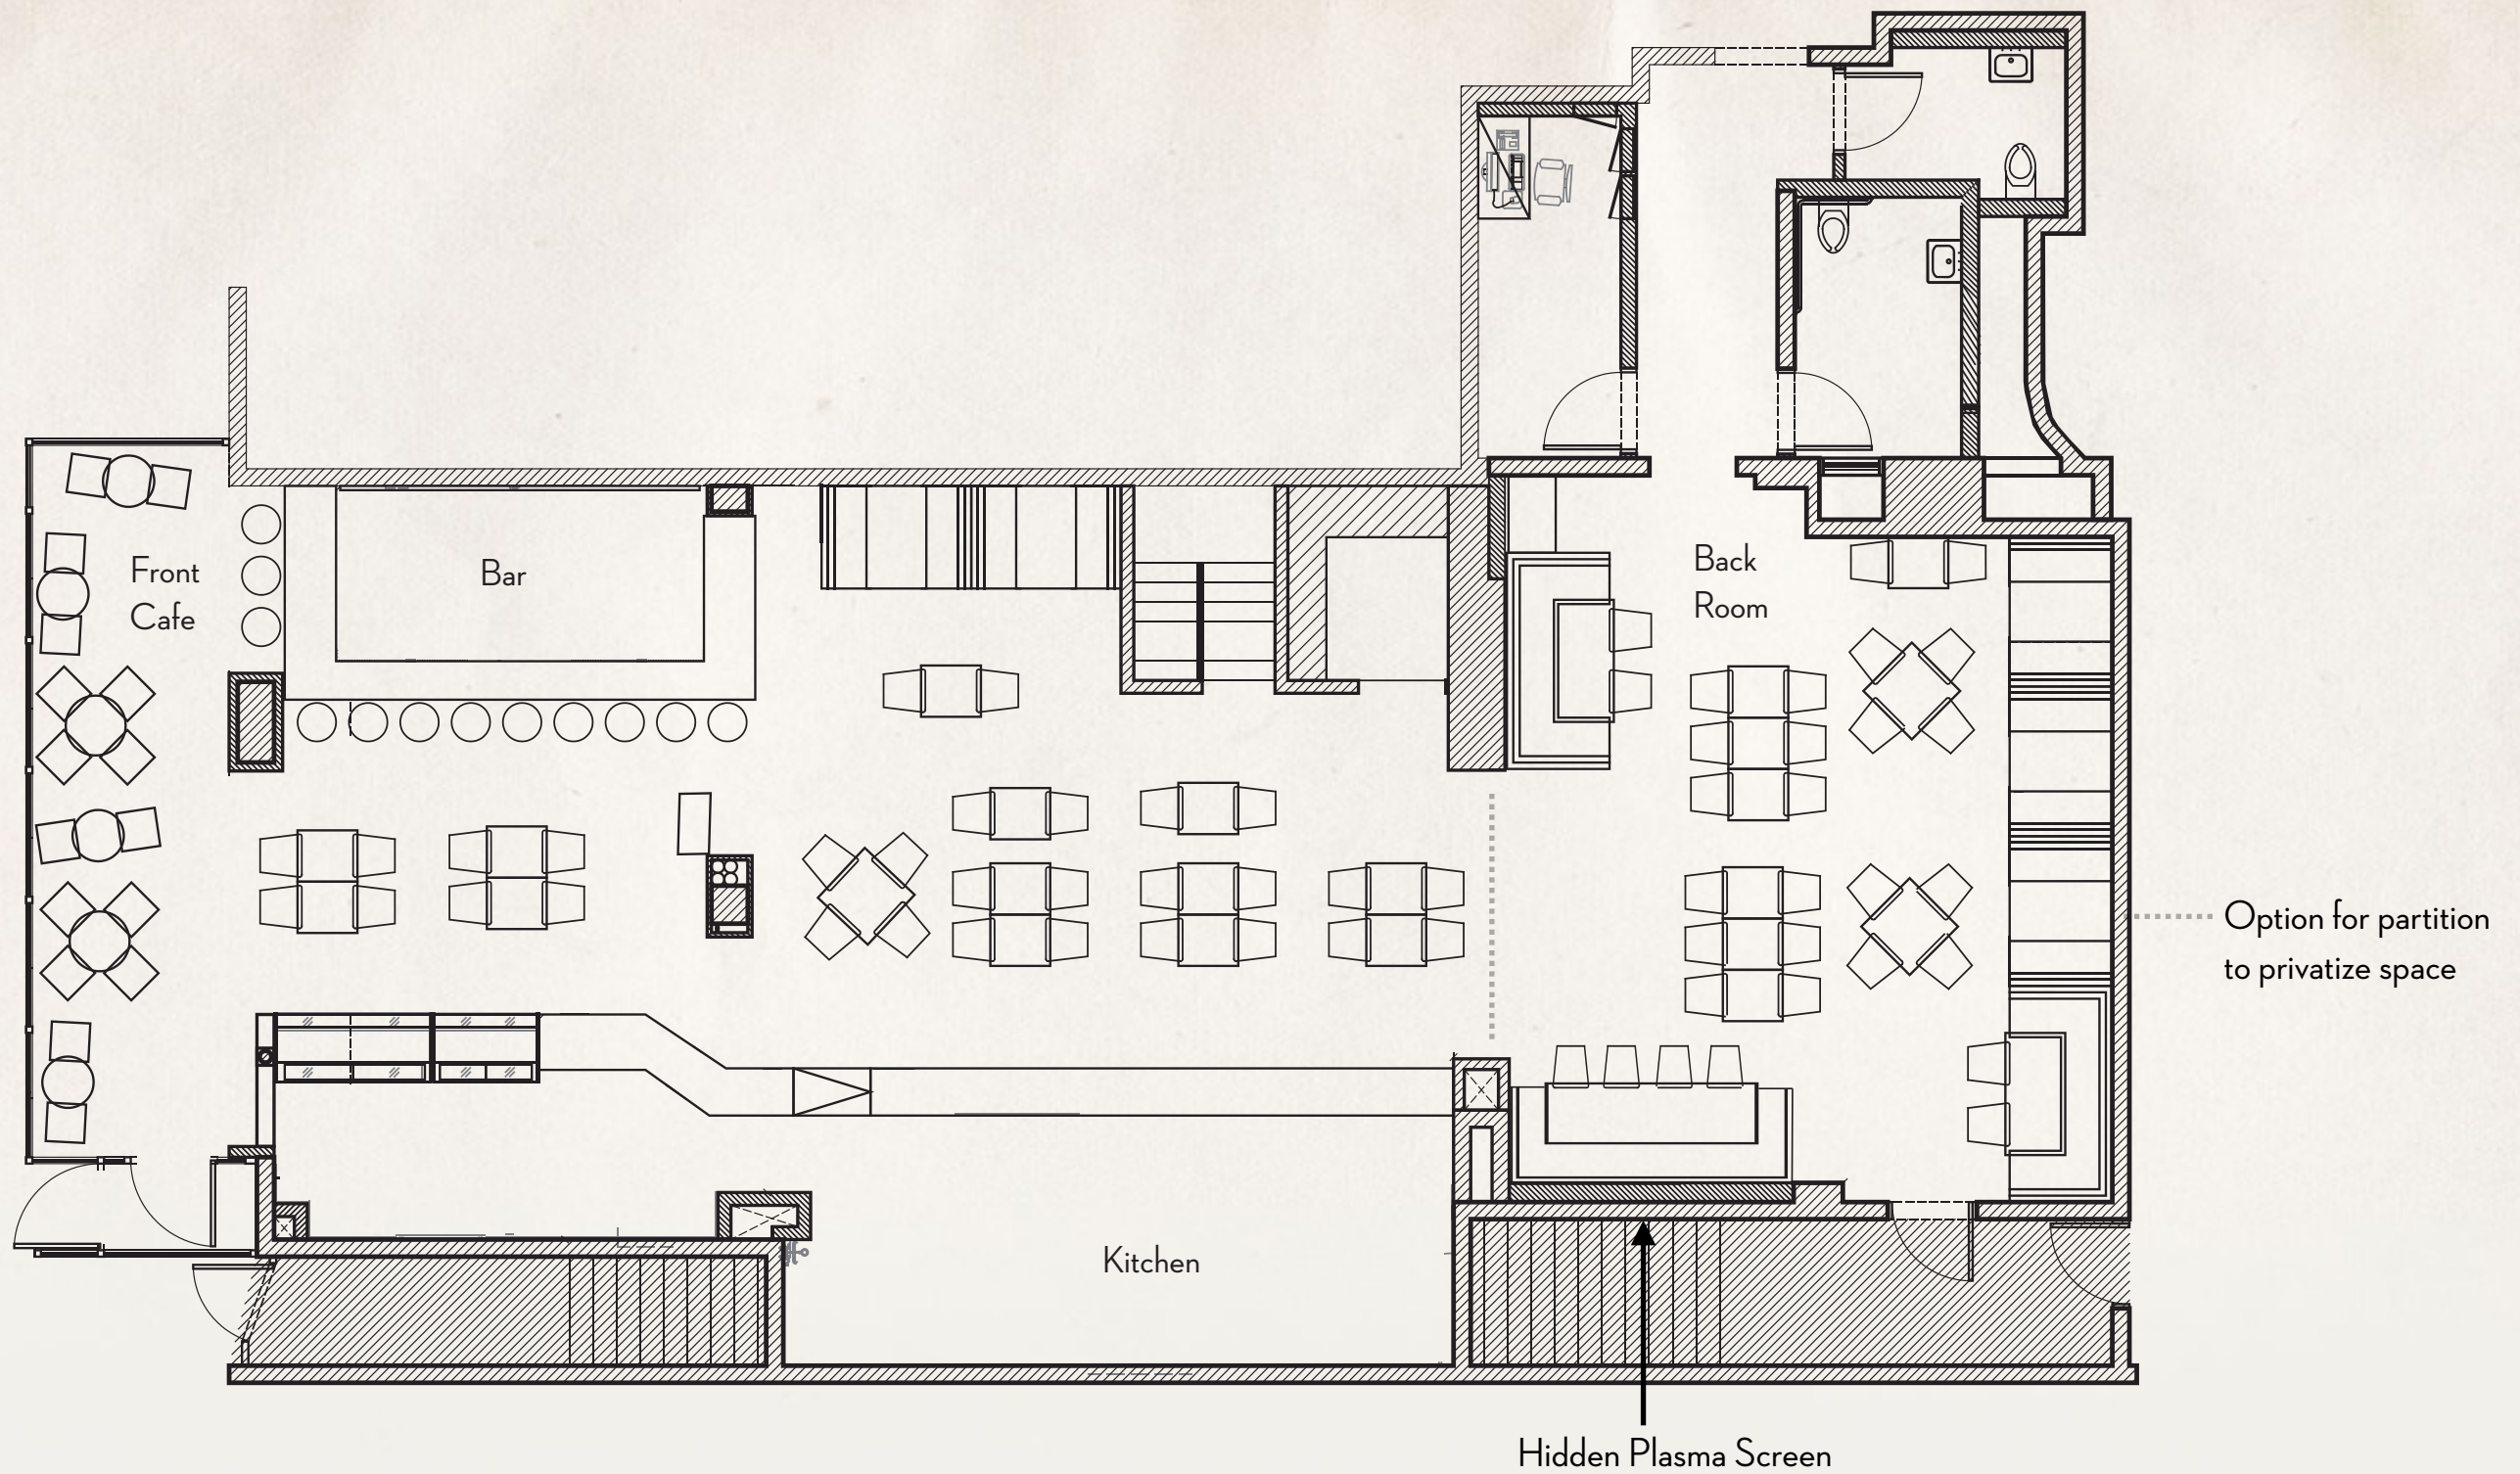 Front
Cafe
Bar
Back
Room
Option for partition
to privatize space
Kitchen
Hidden Plasma Screen